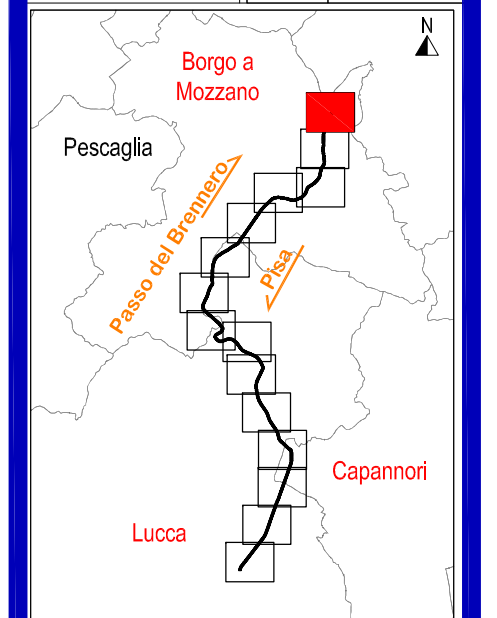 N
Borgo a
Mozzano
Pescaglia
Passo del Brennero
Pisa
Capannori
Lucca